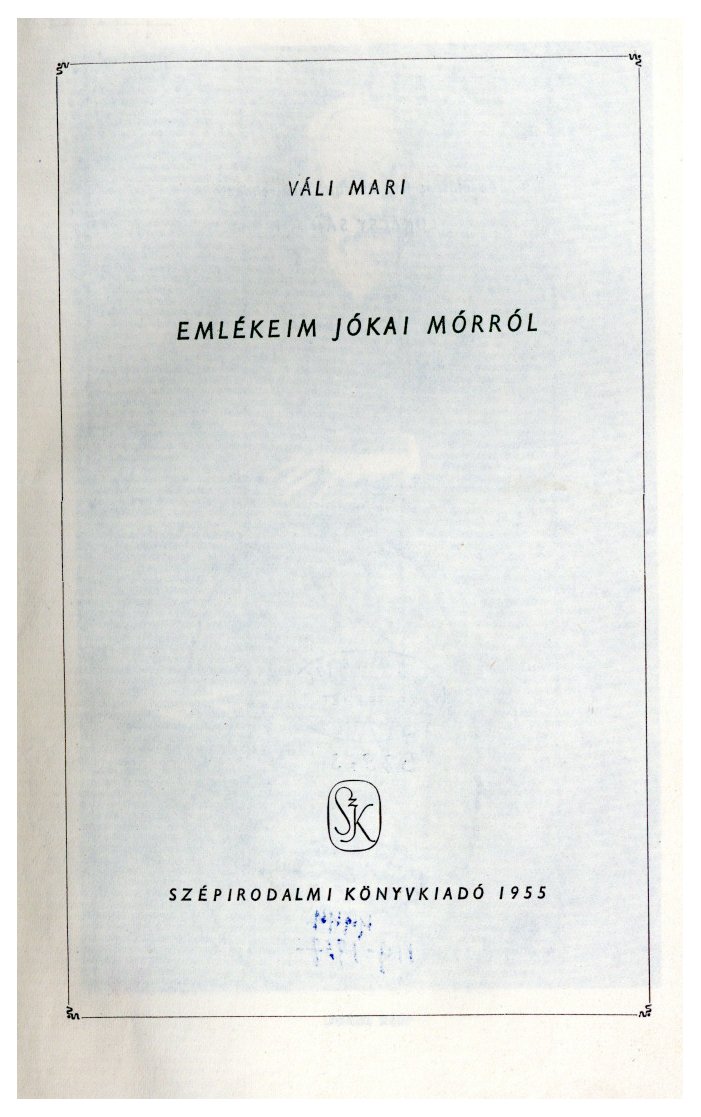 VÁLI MARI
EMLÉKEIM JÓKAI MÓRRÓL
SzK
SZÉPIRODALMI KÖNYVKIADÓ 1955